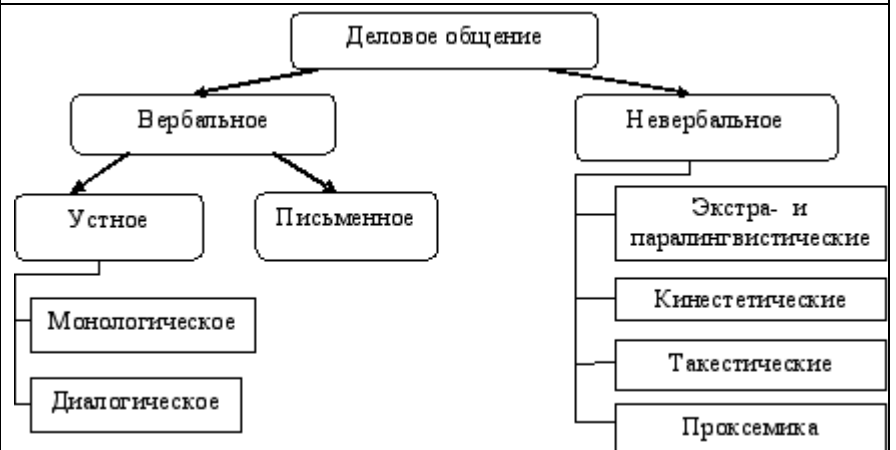 Деловое общение
Вербальное
Невербальное
Устное
Письменное
Экстра- и
паралингвистические
Монологическое
Кинестетические
Диалогическое
Такестические
Проксемика